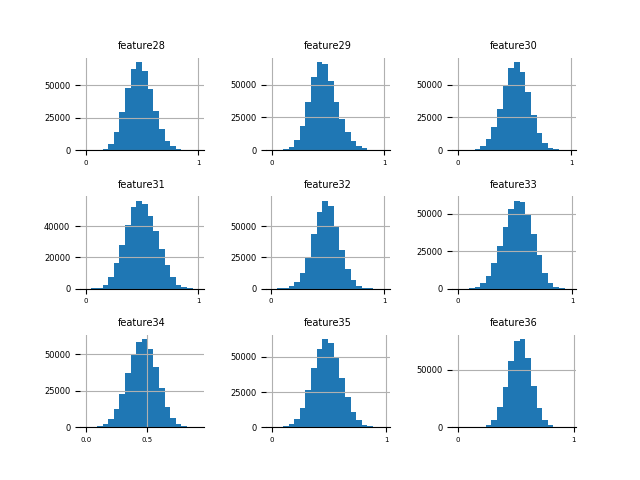 feature28 feature29 feature30
50000 50000 50000
25000 25000 25000
0 0 0
0 1 0 1 0 1
feature31 feature32 feature33
40000 50000 50000
20000 25000 25000
0 0 0
0 1 0 1 0 1
feature34 feature35 feature36
50000 50000 50000
25000 25000
0 0 0
0.0 0.5 0 1 0 1